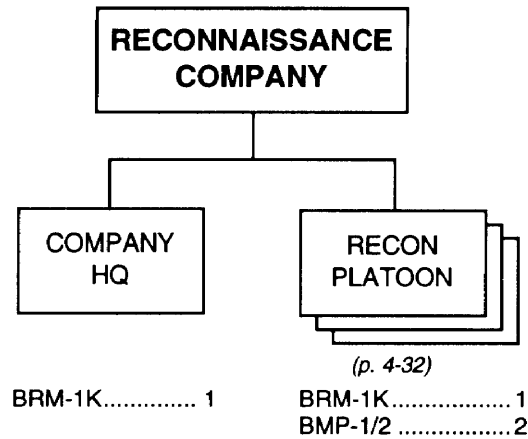 RECONNAISSANCE
COMPANY
COMPANY
HQ
RECON
PLATOON
(p. 4-32)
BRM-1K.............. 1
BRM-1K..................1
BMP-1/2 .................2